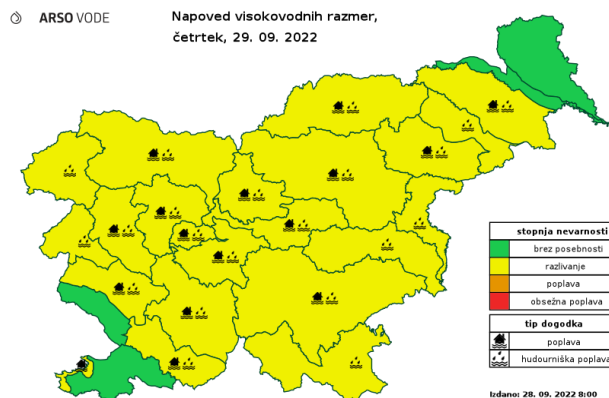 ARSO VODE
Napoved visokovodnih razmer,
četrtek, 29. 09. 2022
stopnja nevarnosti
brez posebnosti
razlivanje
poplava
obsežna poplava
tip dogodka
poplava
hudourniška poplava
Izdano: 28. 09. 2022 8:00